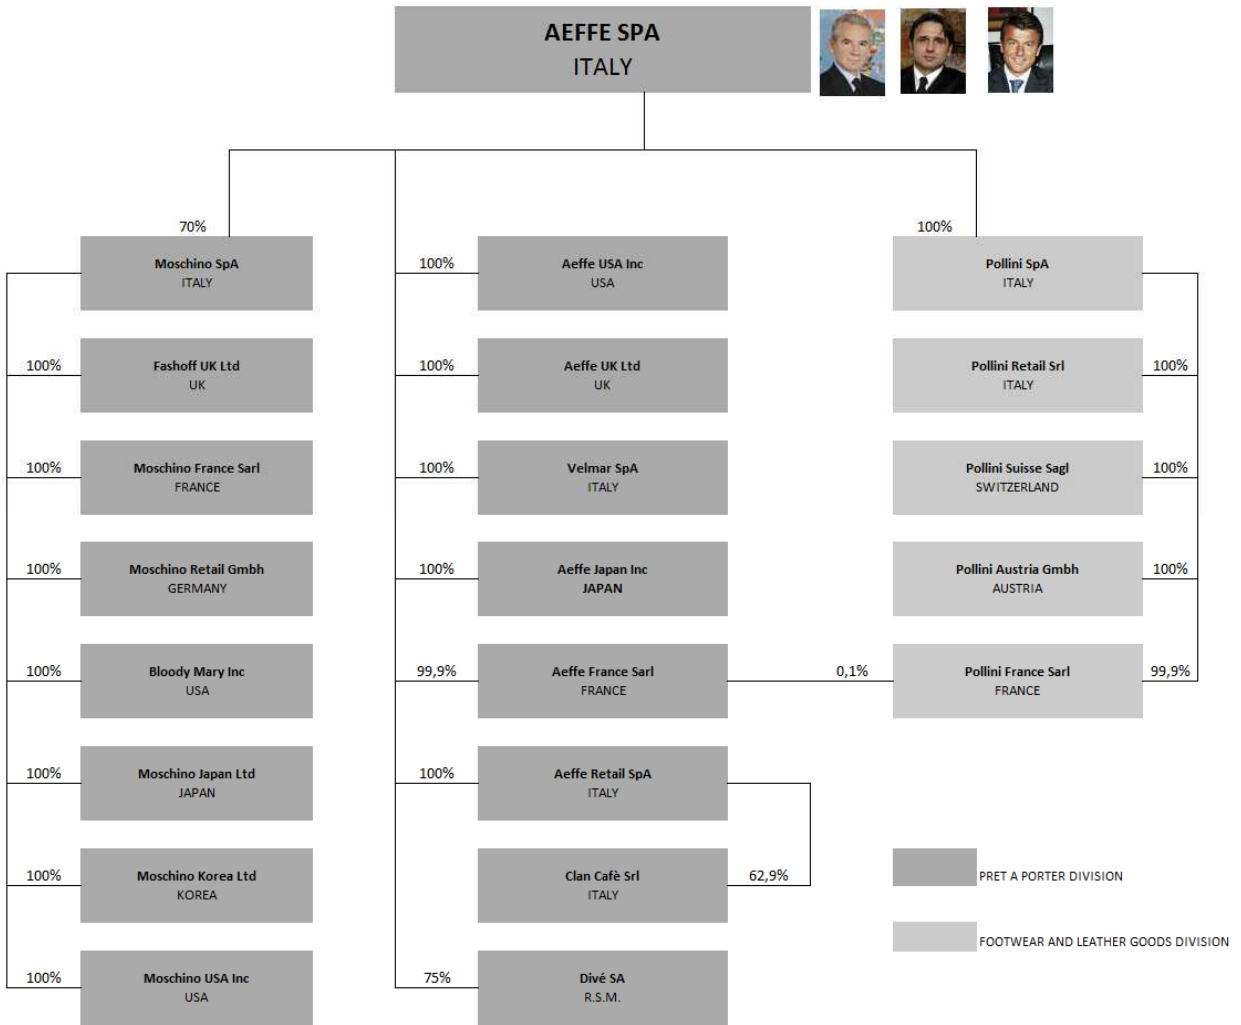 AEFFE SPA
ITALY
70%
Moschino SpA
ITALY
100%
Fashoff UK Ltd
UK
100%
Moschino France Sarl
FRANCE
100%
Moschino Retail Gmbh
GERMANY
100%
Bloody Mary Inc
USA
100%
Moschino Japan Ltd
JAPAN
100%
Moschino Korea Ltd
KOREA
100%
Moschino USA Inc
USA
100%
Aeffe USA Inc
USA
100%
Aeffe UK Ltd
UK
100%
Velmar SpA
ITALY
100%
Aeffe Japan Inc
JAPAN
99,9%
Aeffe France Sarl
FRANCE
0,1%
100%
Aeffe Retail SpA
ITALY
Clan Cafè Srl
ITALY
62,9%
75%
Divé SA
R.S.M.
100%
Pollini SpA
ITALY
Pollini Retail Srl
ITALY
100%
Pollini Suisse Sagl
SWITZERLAND
100%
Pollini Austria Gmbh
AUSTRIA
100%
Pollini France Sarl
FRANCE
99,9%
PRET A PORTER DIVISION
FOOTWEAR AND LEATHER GOODS DIVISION